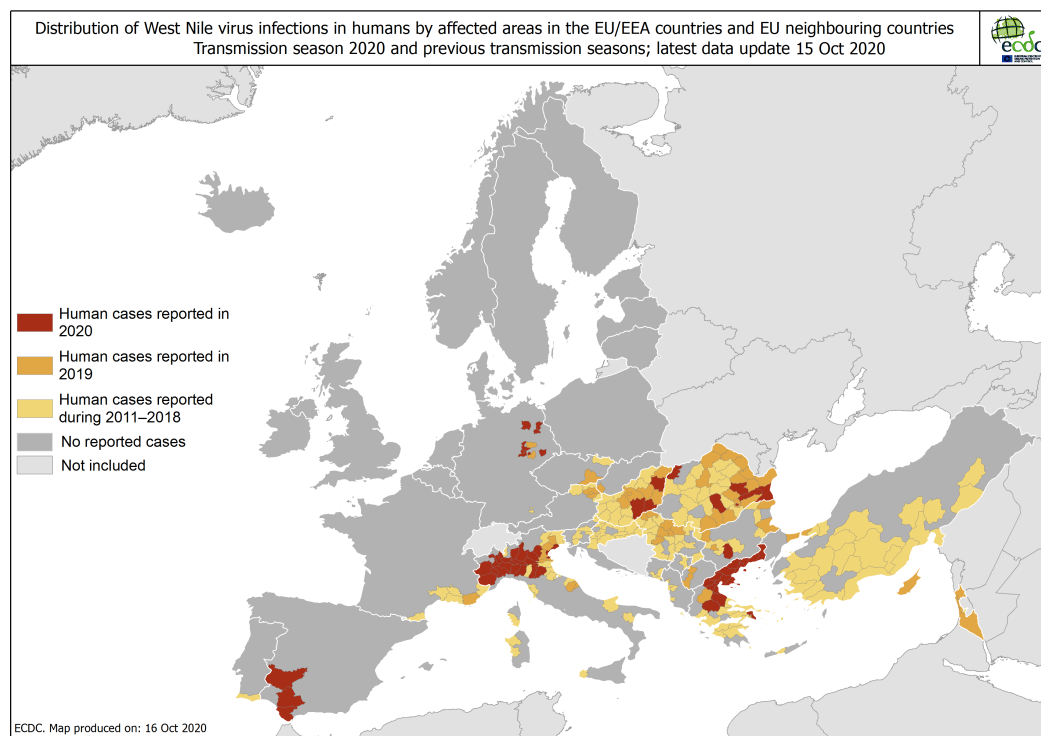 Distribution of West Nile virus infections in humans by affected areas in the EU/EEA countries and EU neighbouring countries
Transmission season 2020 and previous transmission seasons; latest data update 15 Oct 2020
ecdc
Human cases reported in
2020
Human cases reported in
2019
Human cases reported
during 2011–2018
No reported cases
Not included
ECDC. Map produced on: 16 Oct 2020